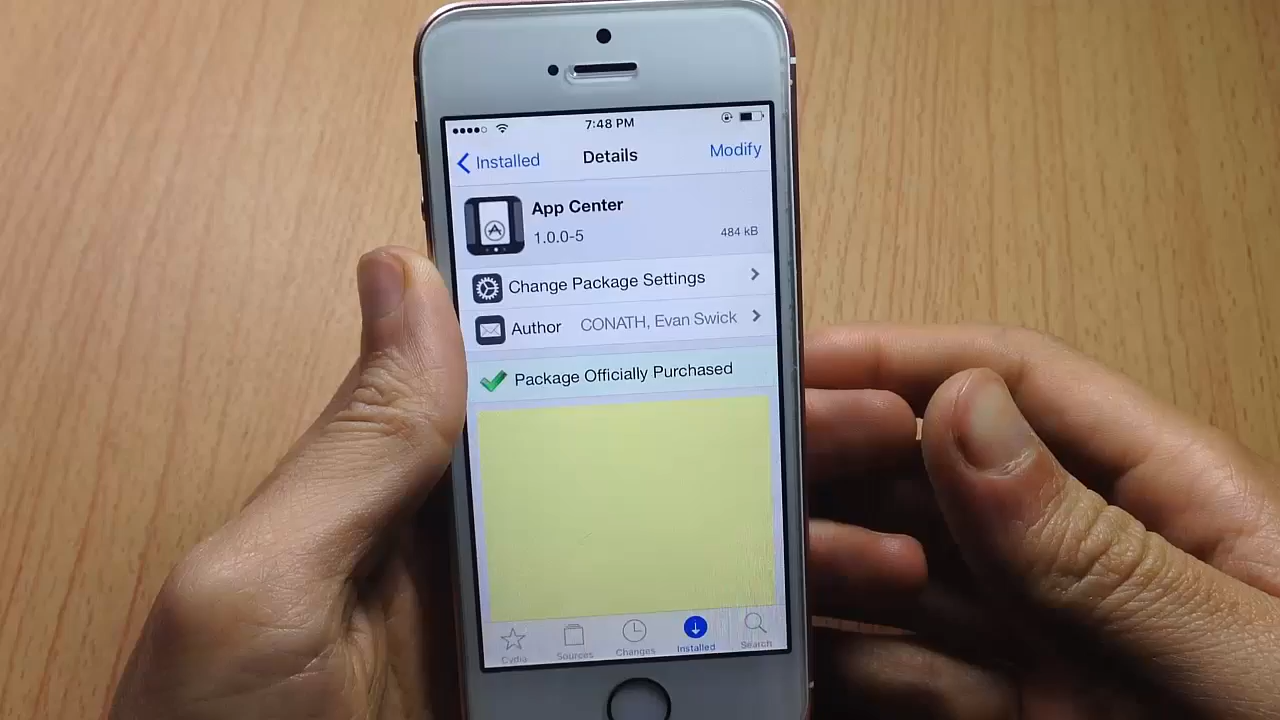 7:48 PM
Installed Details Modify
App Center
1.0.0-5 484 kB
Change Package Settings
Author CONATH, Evan Swick
Package Officially Purchased
Cydia Sources Changes Installed Search